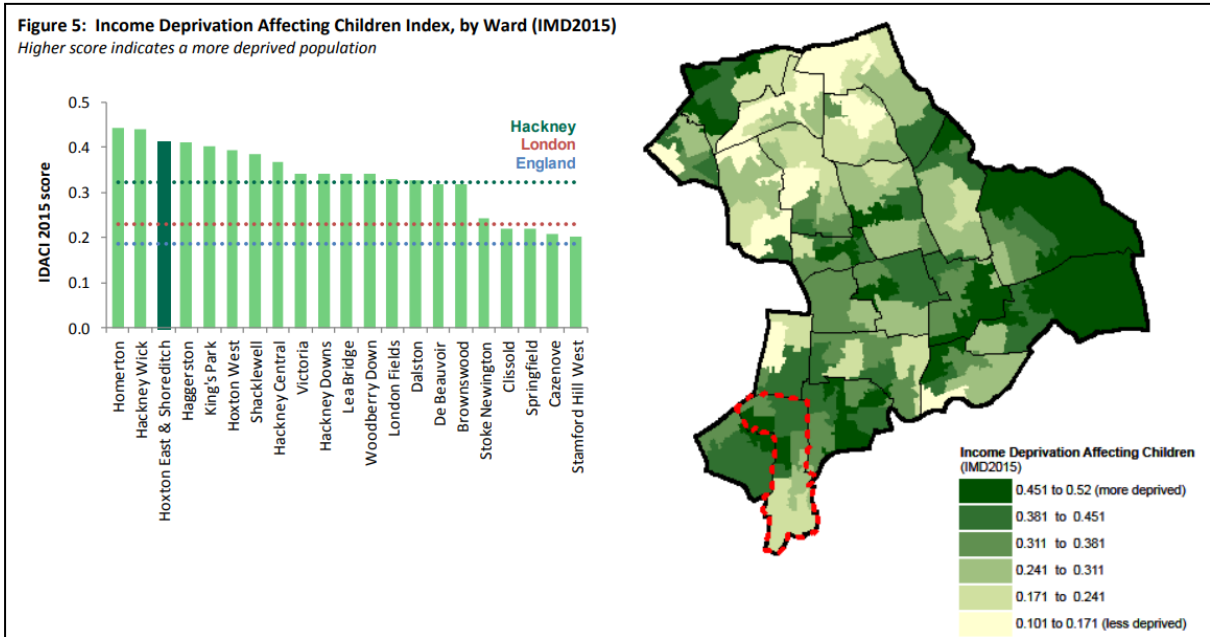 Figure 5: Income Deprivation Affecting Children Index, by Ward (IMD2015)
Higher score indicates a more deprived population
IDACI 2015 score
0.5
0.4
0.3
0.2
0.1
0.0
Hackney
London
England
Homerton
Hackney Wick
Hoxton East & Shoreditch
Haggerston
King's Park
Hoxton West
Shacklewell
Hackney Central
Victoria
Hackney Downs
Lea Bridge
Woodberry Down
London Fields
Dalston
De Beauvoir
Brownswood
Stoke Newington
Clissold
Springfield
Cazenove
Stamford Hill West
Income Deprivation Affecting Children
(IMD2015)
0.451 to 0.52 (more deprived)
0.381 to 0.451
0.311 to 0.381
0.241 to 0.311
0.171 to 0.241
0.101 to 0.171 (less deprived)